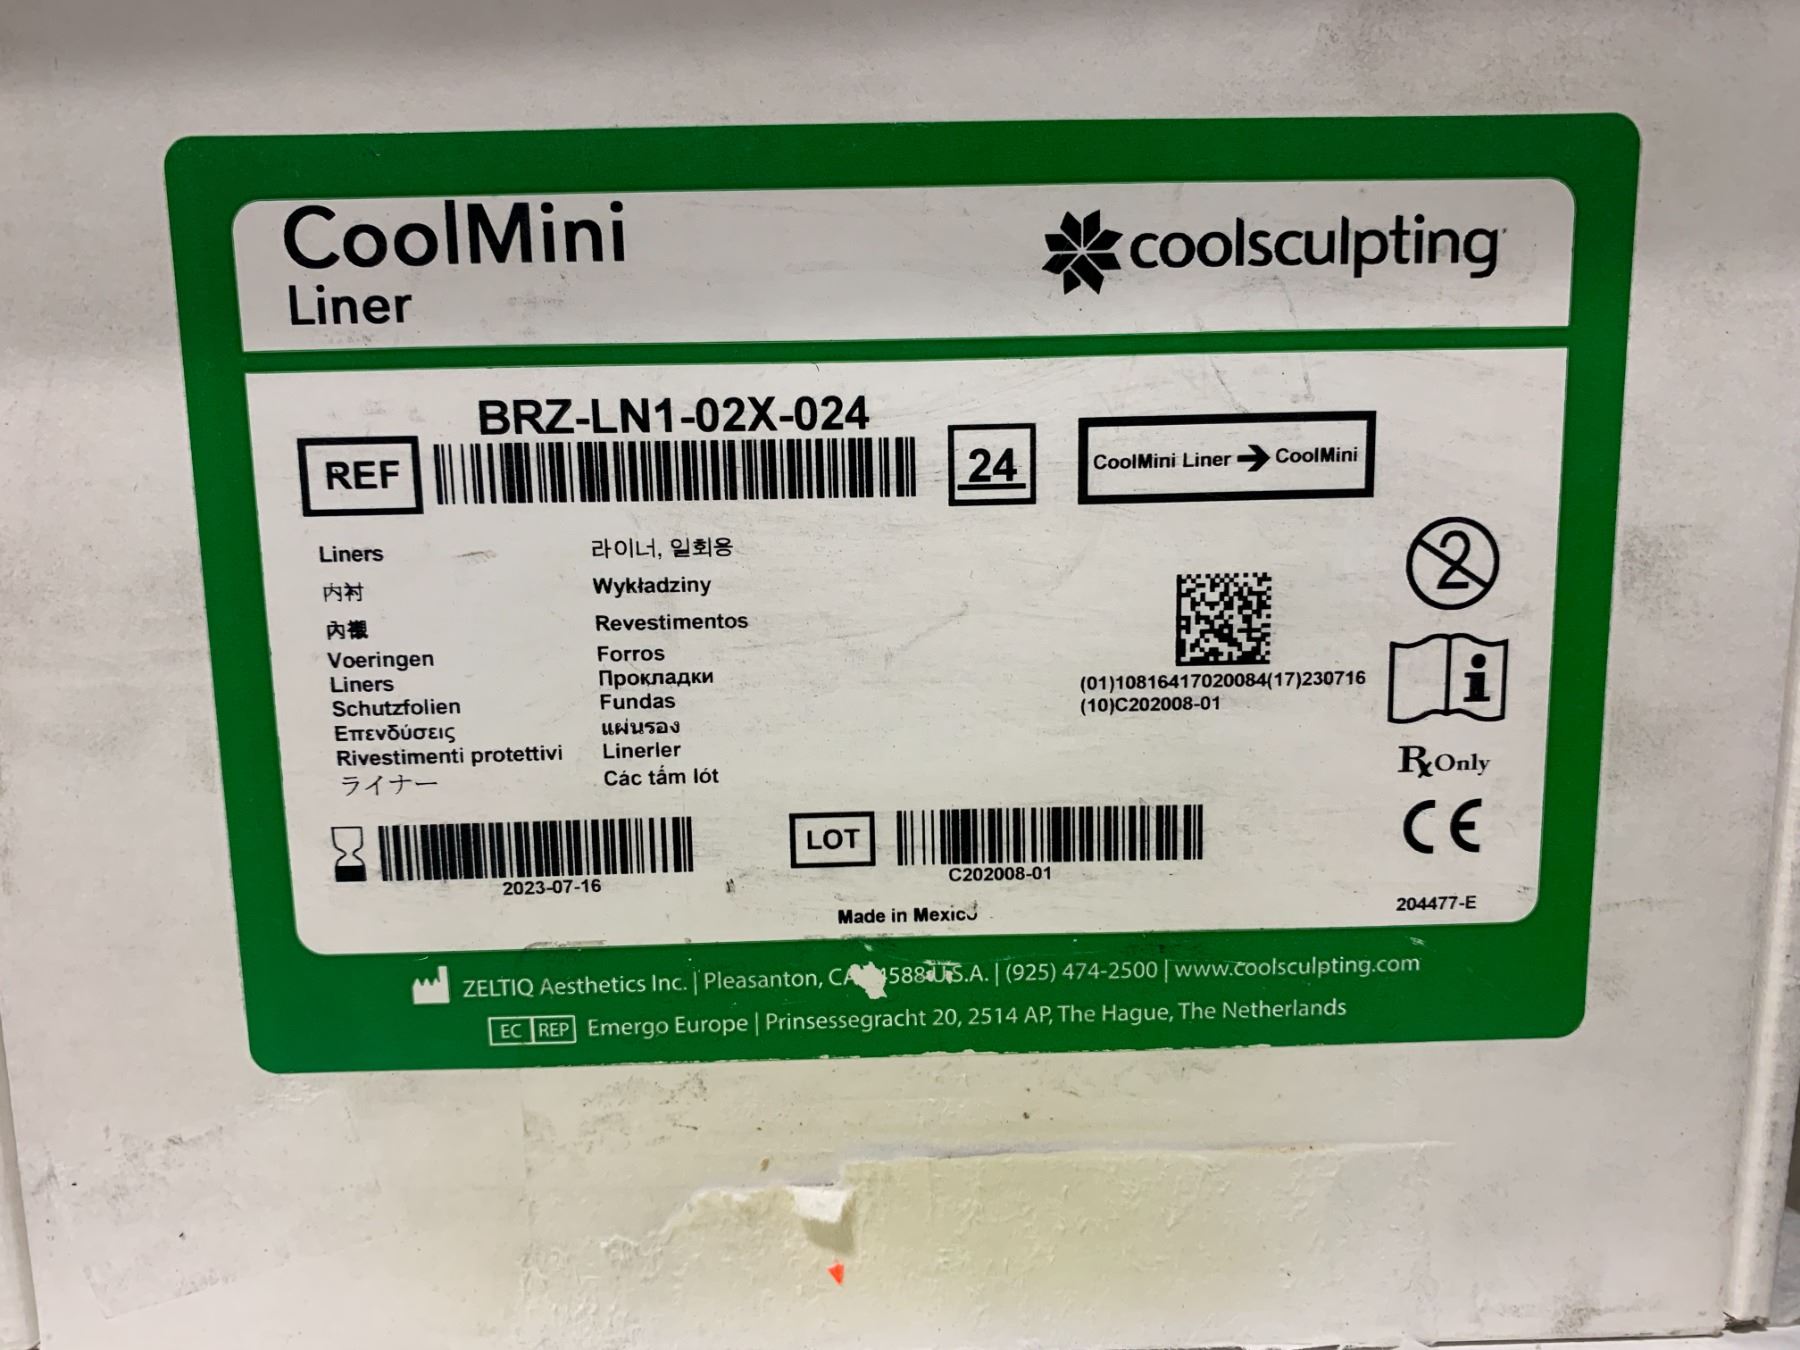 CoolMini
Liner
coolsculpting
BRZ-LN1-02X-024
REF
24
CoolMini Liner → CoolMini
Liners
内衬
內襯
Voeringen
Liners
Schutzfolien
Επενδύσεις
Rivestimenti protettivi
ライナー
라이너, 일회용
Wykładziny
Revestimentos
Forros
Прокладки
Fundas
แผ่นรอง
Linerler
Các tấm lót
2
(01)10816417020084(17)230716
(10)C202008-01
i
Rx Only
CE
2023-07-16
LOT
C202008-01
Made in Mexico
204477-E
ZELTIQ Aesthetics Inc. | Pleasanton, CA 4588 U.S.A. | (925) 474-2500 | www.coolsculpting.com
EC REP Emergo Europe | Prinsessegracht 20, 2514 AP, The Hague, The Netherlands